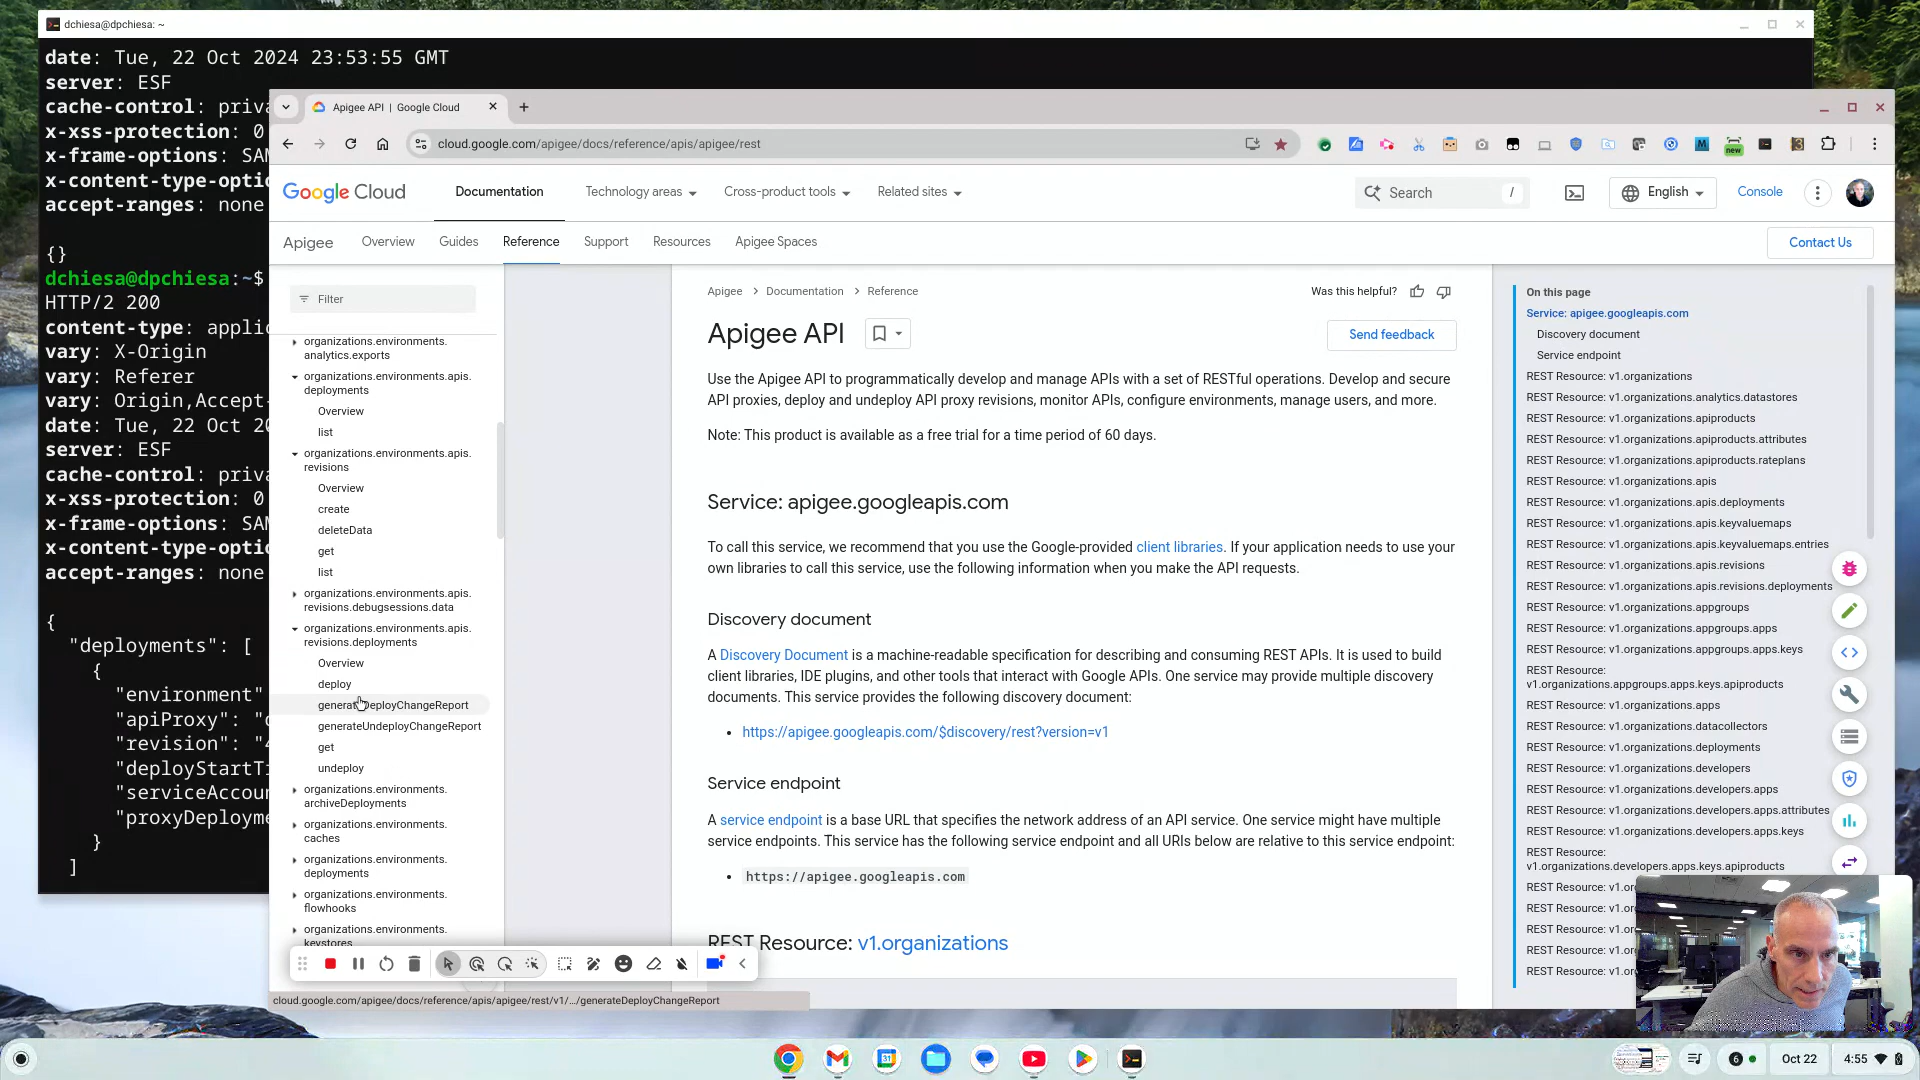 dchiesa@dpchiesa: ~
date: Tue, 22 Oct 2024 23:53:55 GMT
server: ESF
cache-control: priva
x-xss-protection: 0
x-frame-options: SAM
x-content-type-optio
accept-ranges: none
{}
dchiesa@dpchiesa:~$
HTTP/2 200
content-type: applic
vary: X-Origin
vary: Referer
vary: Origin,Accept-
date: Tue, 22 Oct 20
server: ESF
cache-control: priva
x-xss-protection: 0
x-frame-options: SAM
x-content-type-optio
accept-ranges: none
{
"deployments": [
{
"environment"
"apiProxy": "
"revision": "4
"deployStartTi
"serviceAccoun
"proxyDeployme
}
]
Apigee API | Google Cloud
cloud.google.com/apigee/docs/reference/apis/apigee/rest
new
Google Cloud
Documentation
Technology areas
Cross-product tools
Related sites
Search
/
English
Console
Apigee
Overview
Guides
Reference
Support
Resources
Apigee Spaces
Contact Us
Filter
organizations.environments.
analytics.exports
organizations.environments.apis.
deployments
Overview
list
organizations.environments.apis.
revisions
Overview
create
deleteData
get
list
organizations.environments.apis.
revisions.debugsessions.data
organizations.environments.apis.
revisions.deployments
Overview
deploy
generateDeployChangeReport
generateUndeployChangeReport
get
undeploy
organizations.environments.
archiveDeployments
organizations.environments.
caches
organizations.environments.
deployments
organizations.environments.
flowhooks
organizations.environments.
keystores
cloud.google.com/apigee/docs/reference/apis/apigee/rest/v1/.../generateDeployChangeReport
Apigee > Documentation > Reference
Was this helpful?
Apigee API
Send feedback
Use the Apigee API to programmatically develop and manage APIs with a set of RESTful operations. Develop and secure
API proxies, deploy and undeploy API proxy revisions, monitor APIs, configure environments, manage users, and more.
Note: This product is available as a free trial for a time period of 60 days.
Service: apigee.googleapis.com
To call this service, we recommend that you use the Google-provided client libraries. If your application needs to use your
own libraries to call this service, use the following information when you make the API requests.
Discovery document
A Discovery Document is a machine-readable specification for describing and consuming REST APIs. It is used to build
client libraries, IDE plugins, and other tools that interact with Google APIs. One service may provide multiple discovery
documents. This service provides the following discovery document:
• https://apigee.googleapis.com/$discovery/rest?version=v1
Service endpoint
A service endpoint is a base URL that specifies the network address of an API service. One service might have multiple
service endpoints. This service has the following service endpoint and all URIs below are relative to this service endpoint:
• https://apigee.googleapis.com
REST Resource: v1.organizations
On this page
Service: apigee.googleapis.com
Discovery document
Service endpoint
REST Resource: v1.organizations
REST Resource: v1.organizations.analytics.datastores
REST Resource: v1.organizations.apiproducts
REST Resource: v1.organizations.apiproducts.attributes
REST Resource: v1.organizations.apiproducts.rateplans
REST Resource: v1.organizations.apis
REST Resource: v1.organizations.apis.deployments
REST Resource: v1.organizations.apis.keyvaluemaps
REST Resource: v1.organizations.apis.keyvaluemaps.entries
REST Resource: v1.organizations.apis.revisions
REST Resource: v1.organizations.apis.revisions.deployments
REST Resource: v1.organizations.appgroups
REST Resource: v1.organizations.appgroups.apps
REST Resource: v1.organizations.appgroups.apps.keys
REST Resource:
v1.organizations.appgroups.apps.keys.apiproducts
REST Resource: v1.organizations.apps
REST Resource: v1.organizations.datacollectors
REST Resource: v1.organizations.deployments
REST Resource: v1.organizations.developers
REST Resource: v1.organizations.developers.apps
REST Resource: v1.organizations.developers.apps.attributes
REST Resource: v1.organizations.developers.apps.keys
REST Resource:
v1.organizations.developers.apps.keys.apiproducts
REST Resource: v1.or
REST Resource: v1.or
REST Resource: v1.or
REST Resource: v1.or
REST Resource: v1.or
31
6
Oct 22
4:55